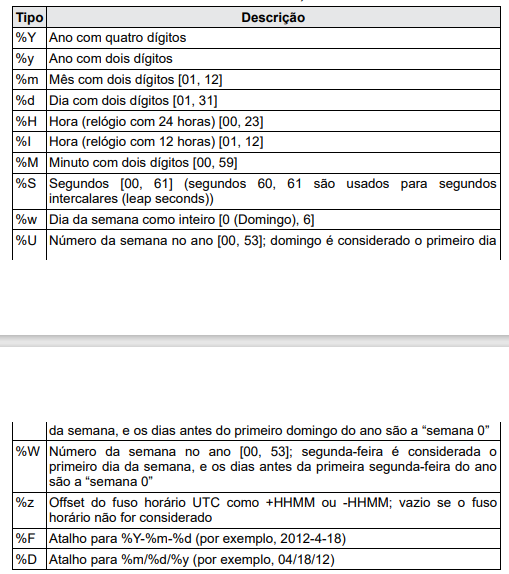 Tipo Descrição
%Y Ano com quatro dígitos
%y Ano com dois dígitos
%m Mês com dois dígitos [01, 12]
%d Dia com dois dígitos [01, 31]
%H Hora (relógio com 24 horas) [00, 23]
%I Hora (relógio com 12 horas) [01, 12]
%M Minuto com dois dígitos [00, 59]
%S Segundos [00, 61] (segundos 60, 61 são usados para segundos
intercalares (leap seconds))
%w Dia da semana como inteiro [0 (Domingo), 6]
%U Número da semana no ano [00, 53]; domingo é considerado o primeiro dia
da semana, e os dias antes do primeiro domingo do ano são a “semana 0”
%W Número da semana no ano [00, 53]; segunda-feira é considerada o
primeiro dia da semana, e os dias antes da primeira segunda-feira do ano
são a “semana 0”
%z Offset do fuso horário UTC como +HHMM ou -HHMM; vazio se o fuso
horário não for considerado
%F Atalho para %Y-%m-%d (por exemplo, 2012-4-18)
%D Atalho para %m/%d/%y (por exemplo, 04/18/12)